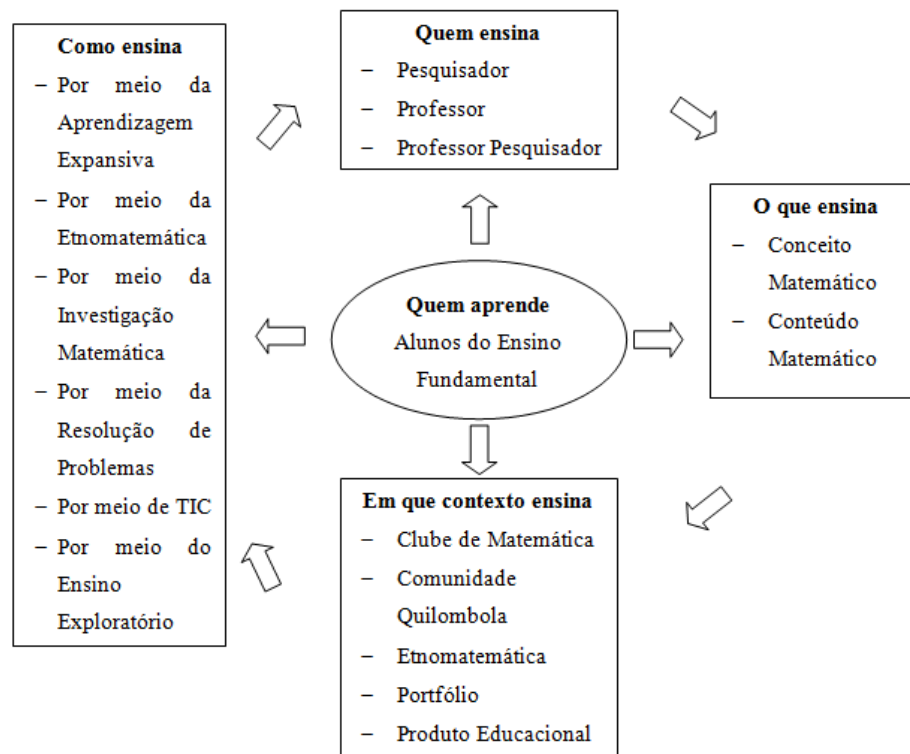 Como ensina
– Por meio da
Aprendizagem
Expansiva
– Por meio da
Etnomatemática
– Por meio da
Investigação
Matemática
– Por meio da
Resolução de
Problemas
– Por meio de TIC
– Por meio do
Ensino
Exploratório
Quem ensina
– Pesquisador
– Professor
– Professor Pesquisador
O que ensina
– Conceito
Matemático
– Conteúdo
Matemático
Quem aprende
Alunos do Ensino
Fundamental
Em que contexto ensina
– Clube de Matemática
– Comunidade
Quilombola
– Etnomatemática
– Portfólio
– Produto Educacional